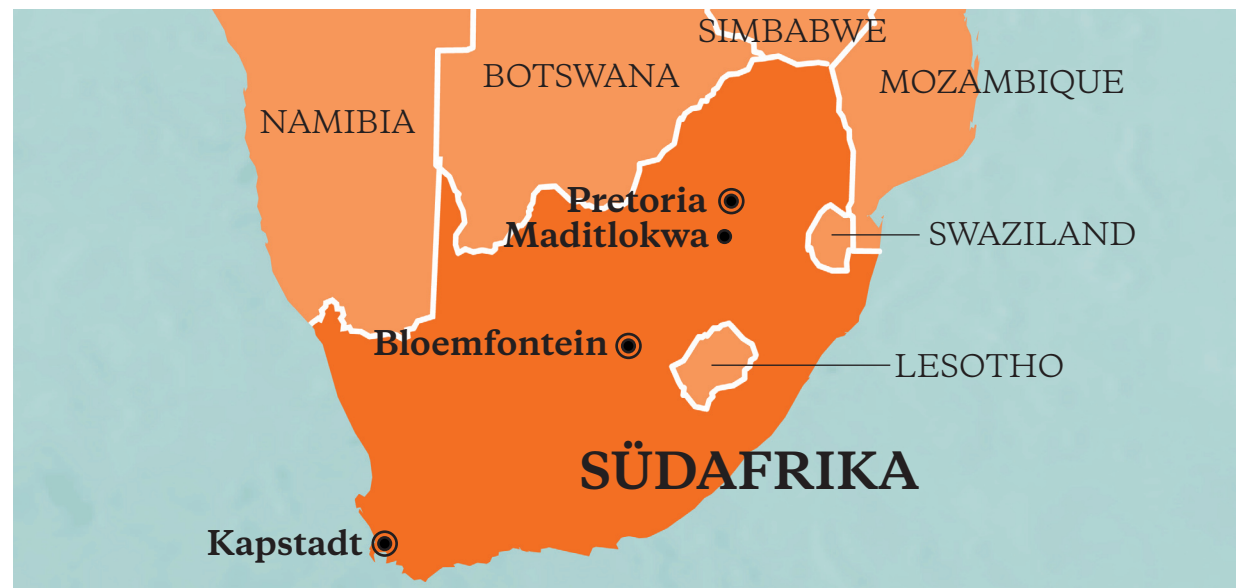 SIMBABWE
BOTSWANA
MOZAMBIQUE
NAMIBIA
Pretoria
Maditlokwa
SWAZILAND
Bloemfontein
LESOTHO
SÜDAFRIKA
Kapstadt